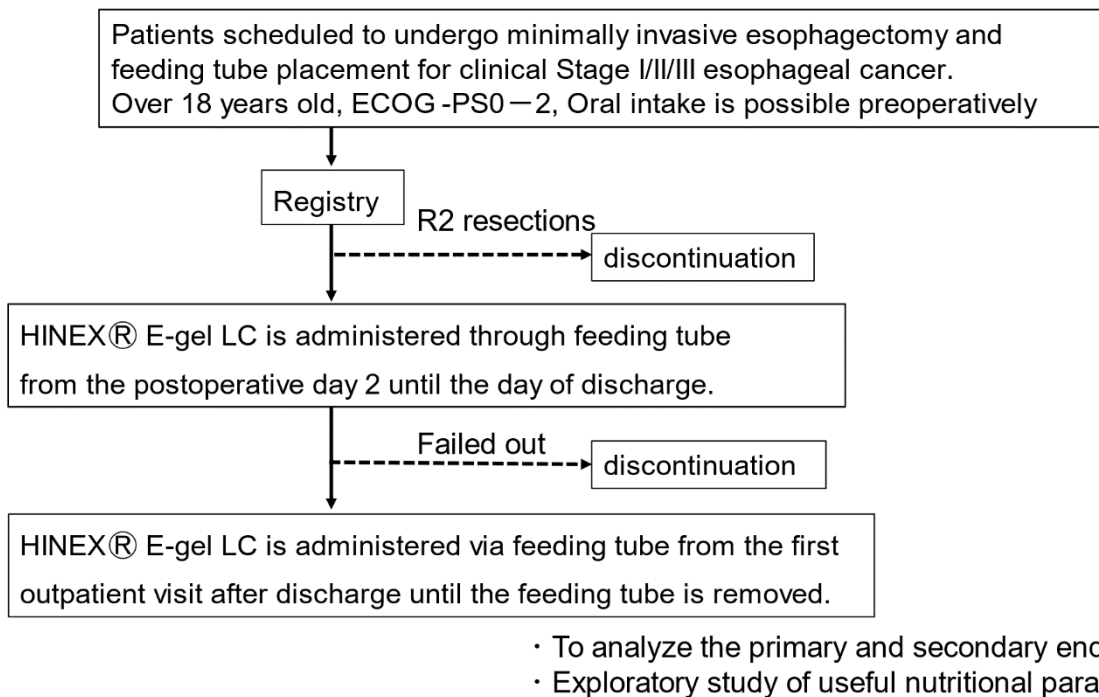 Patients scheduled to undergo minimally invasive esophagectomy and
feeding tube placement for clinical Stage I/II/III esophageal cancer.
Over 18 years old, ECOG -PS0－2, Oral intake is possible preoperatively
Registry
R2 resections
discontinuation
HINEXⓇ E-gel LC is administered through feeding tube
from the postoperative day 2 until the day of discharge.
Failed out
discontinuation
HINEXⓇ E-gel LC is administered via feeding tube from the first
outpatient visit after discharge until the feeding tube is removed.
・To analyze the primary and secondary
・Exploratory study of useful nutritional